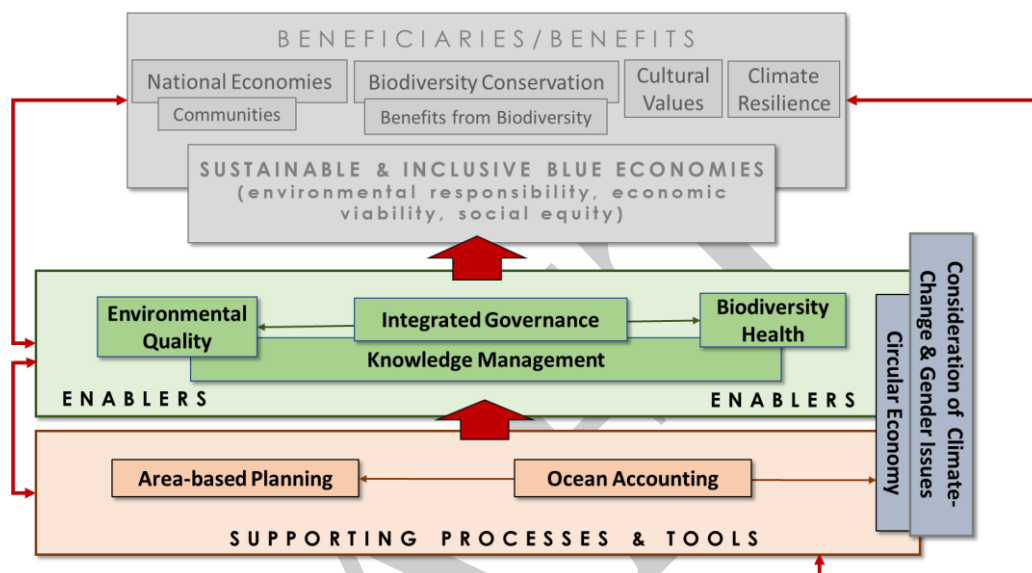 BENEFICIARIES/BENEFITS
National Economies
Communities
Biodiversity Conservation
Benefits from Biodiversity
Cultural
Values
Climate
Resilience
SUSTAINABLE & INCLUSIVE BLUE ECONOMIES
(environmental responsibility, economic
viability, social equity)
Environmental
Quality
Integrated Governance
Biodiversity
Health
Knowledge Management
ENABLERS
ENABLERS
Area-based Planning
Ocean Accounting
SUPPORTING PROCESSES & TOOLS
Circular Economy
Consideration of Climate-
Change & Gender Issues